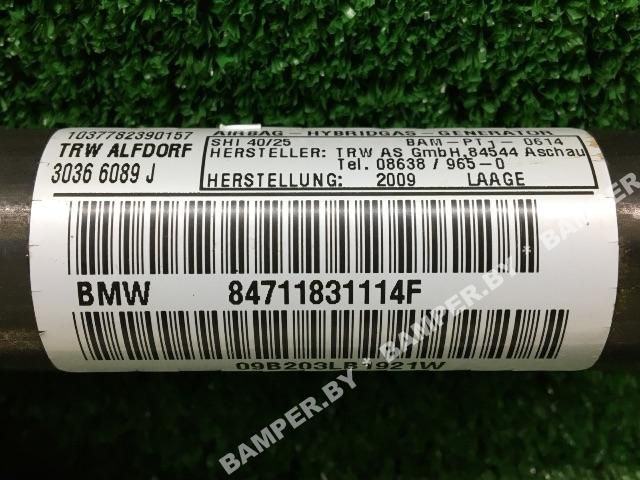 1037782390157
TRW ALFDORF
3036 6089 J
AIRBAG-HYBRIDGAS-GENERATOR
SHI 40/25 BAM-PT1-0614
HERSTELLER: TRW AS GmbH,84544 Aschau
Tel. 08638/965-0
HERSTELLUNG: 2009 LAAGE
BMW 84711831114F
09B203LB1921W
BAMPER.BY * BAMPER.BY * BAMPER.BY